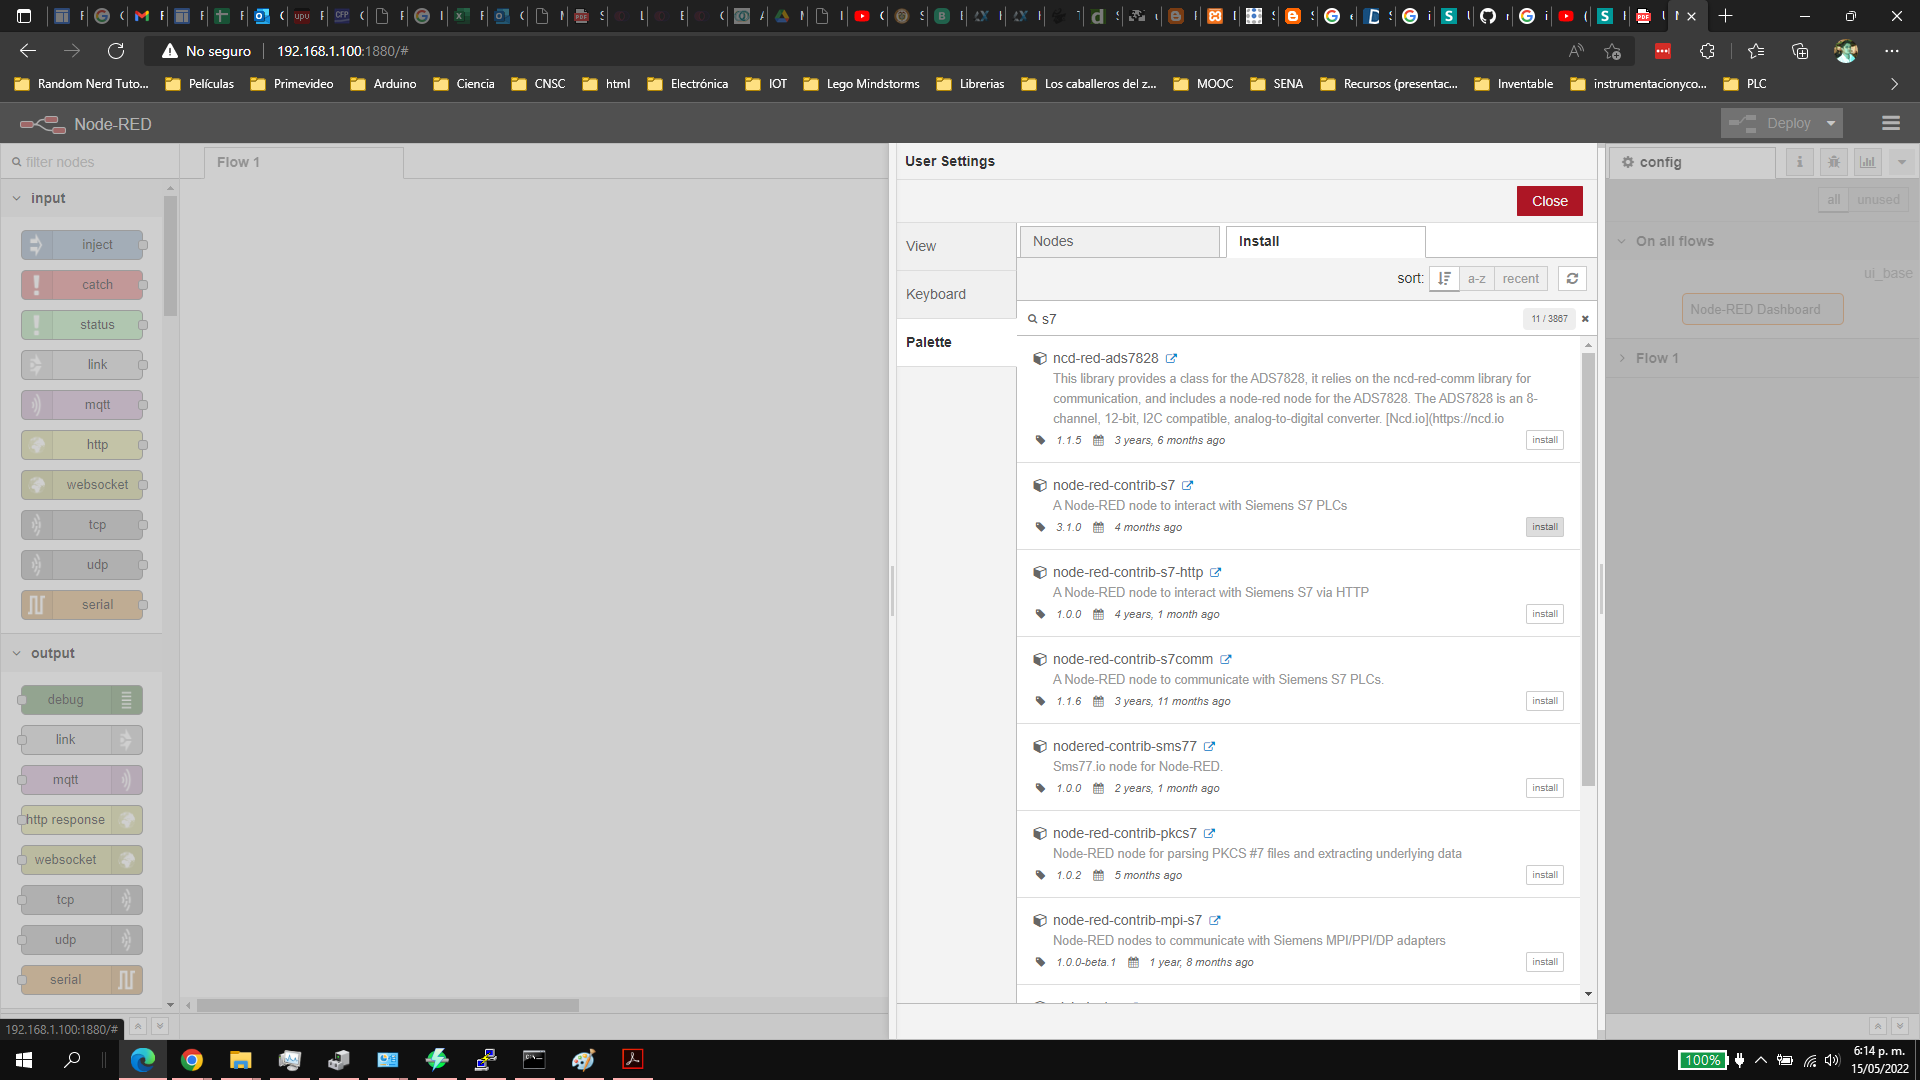 No seguro
192.168.1.100:1880/#
Random Nerd Tuto...
Películas
Primevideo
Arduino
Ciencia
CNSC
html
Electrónica
IOT
Lego Mindstorms
Librerias
Los caballeros del z...
MOOC
SENA
Recursos (presentac...
Inventable
instrumentacionyco...
PLC
Node-RED
Deploy
filter nodes
Flow 1
User Settings
config
Close
all
unused
input
View
Nodes
Install
On all flows
inject
sort:
a-z
recent
ui_base
catch
Keyboard
Node-RED Dashboard
status
s7
11 / 3867
Palette
link
ncd-red-ads7828
Flow 1
This library provides a class for the ADS7828, it relies on the ncd-red-comm library for
communication, and includes a node-red node for the ADS7828. The ADS7828 is an 8-
channel, 12-bit, I2C compatible, analog-to-digital converter. [Ncd.io](https://ncd.io
1.1.5
3 years, 6 months ago
install
mqtt
http
websocket
tcp
udp
serial
node-red-contrib-s7
A Node-RED node to interact with Siemens S7 PLCs
3.1.0
4 months ago
install
node-red-contrib-s7-http
A Node-RED node to interact with Siemens S7 via HTTP
1.0.0
4 years, 1 month ago
install
output
node-red-contrib-s7comm
A Node-RED node to communicate with Siemens S7 PLCs.
1.1.6
3 years, 11 months ago
install
debug
link
mqtt
http response
websocket
tcp
udp
serial
nodered-contrib-sms77
Sms77.io node for Node-RED.
1.0.0
2 years, 1 month ago
install
node-red-contrib-pkcs7
Node-RED node for parsing PKCS #7 files and extracting underlying data
1.0.2
5 months ago
install
node-red-contrib-mpi-s7
Node-RED nodes to communicate with Siemens MPI/PPI/DP adapters
1.0.0-beta.1
1 year, 8 months ago
install
192.168.1.100:1880/#
100%
6:14 p. m.
15/05/2022